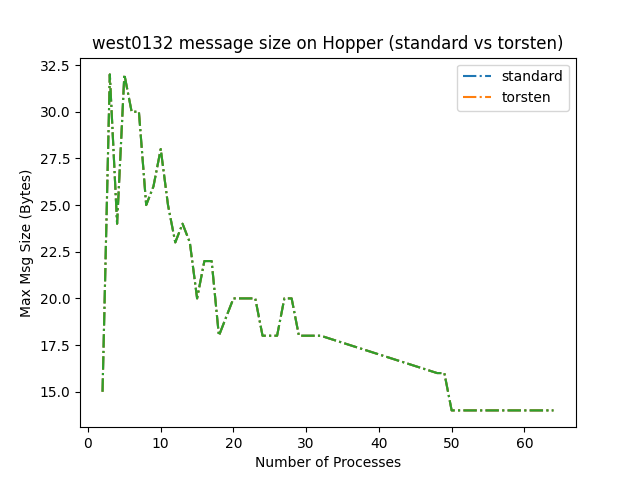 west0132 message size on Hopper (standard vs torsten)
standard
torsten
Max Msg Size (Bytes)
32.5
30.0
27.5
25.0
22.5
20.0
17.5
15.0
0 10 20 30 40 50 60
Number of Processes